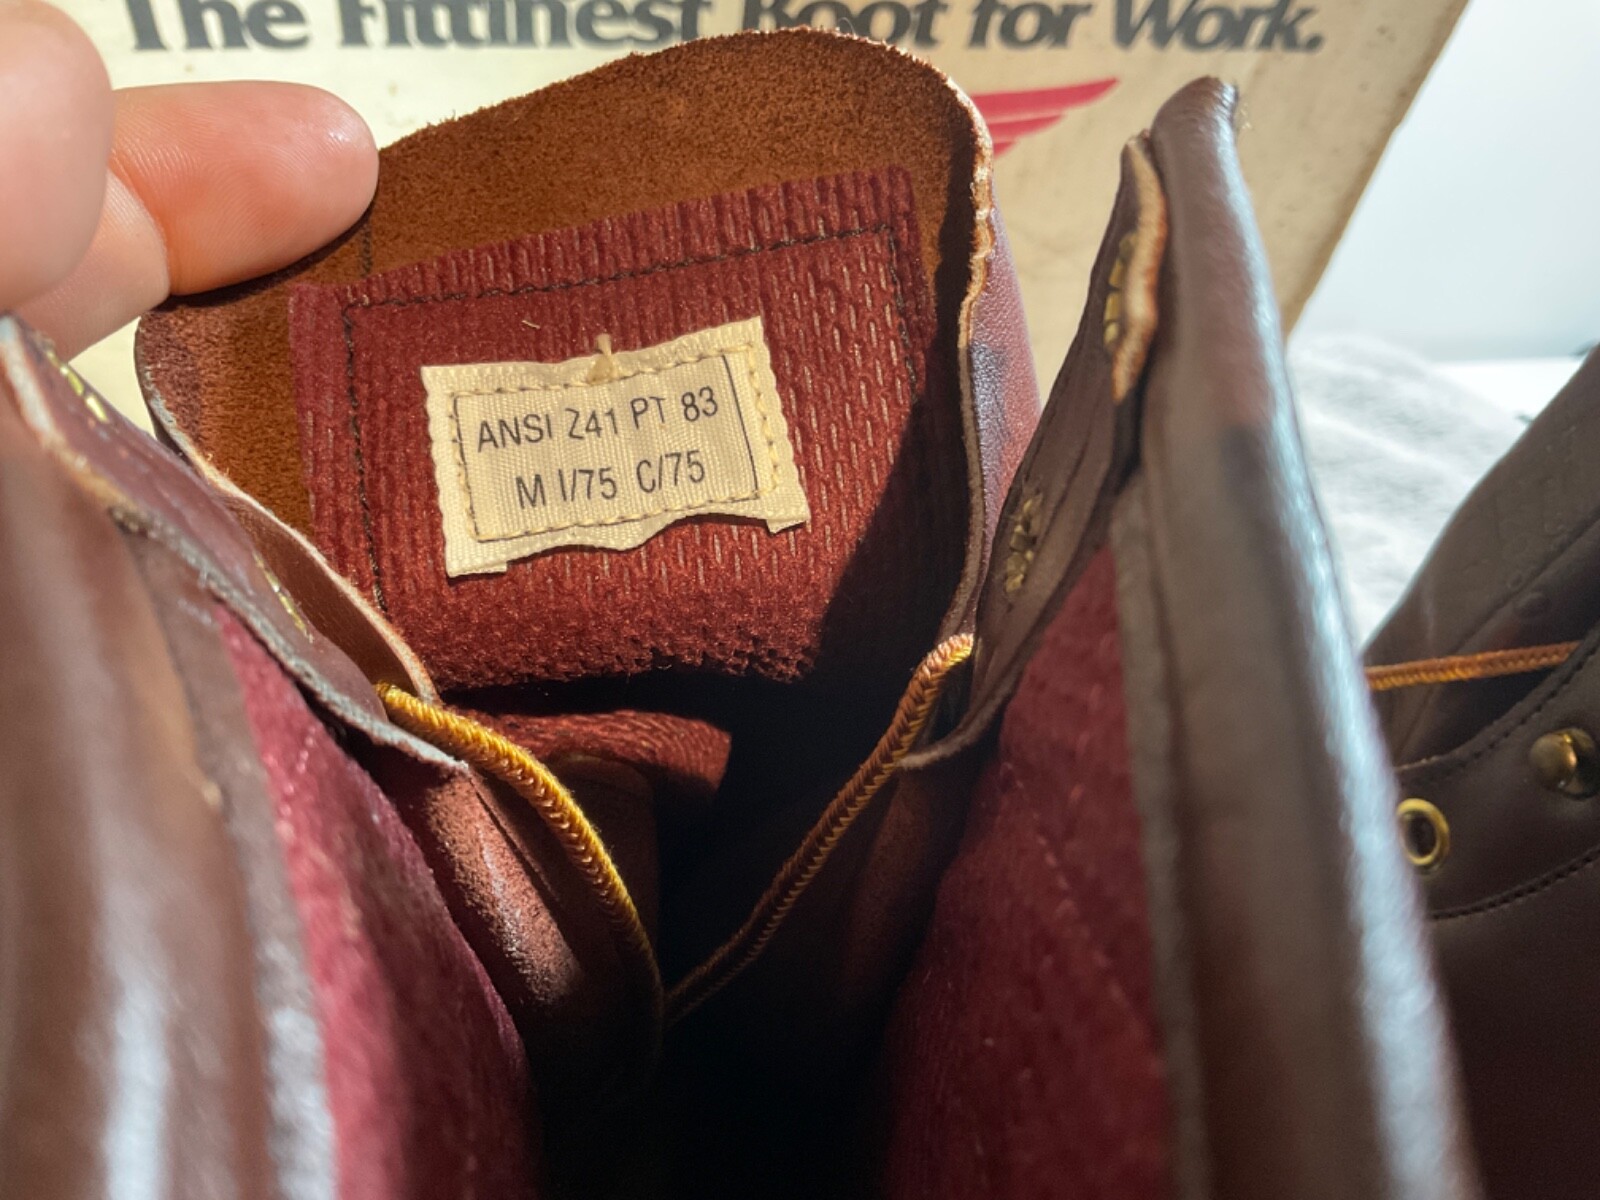 The Fittinest Boot for Work.
ANSI Z41 PT 83
M I/75 C/75